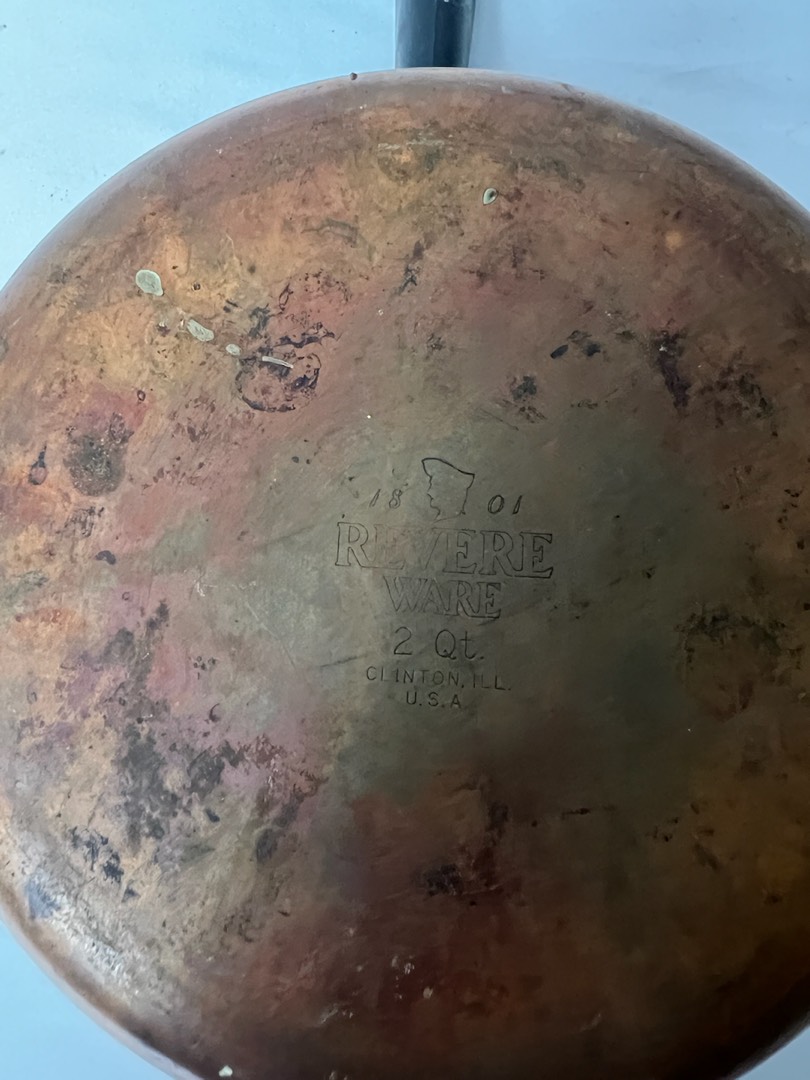 18 01
REVERE
WARE
2 Qt.
CLINTON, ILL.
U.S.A